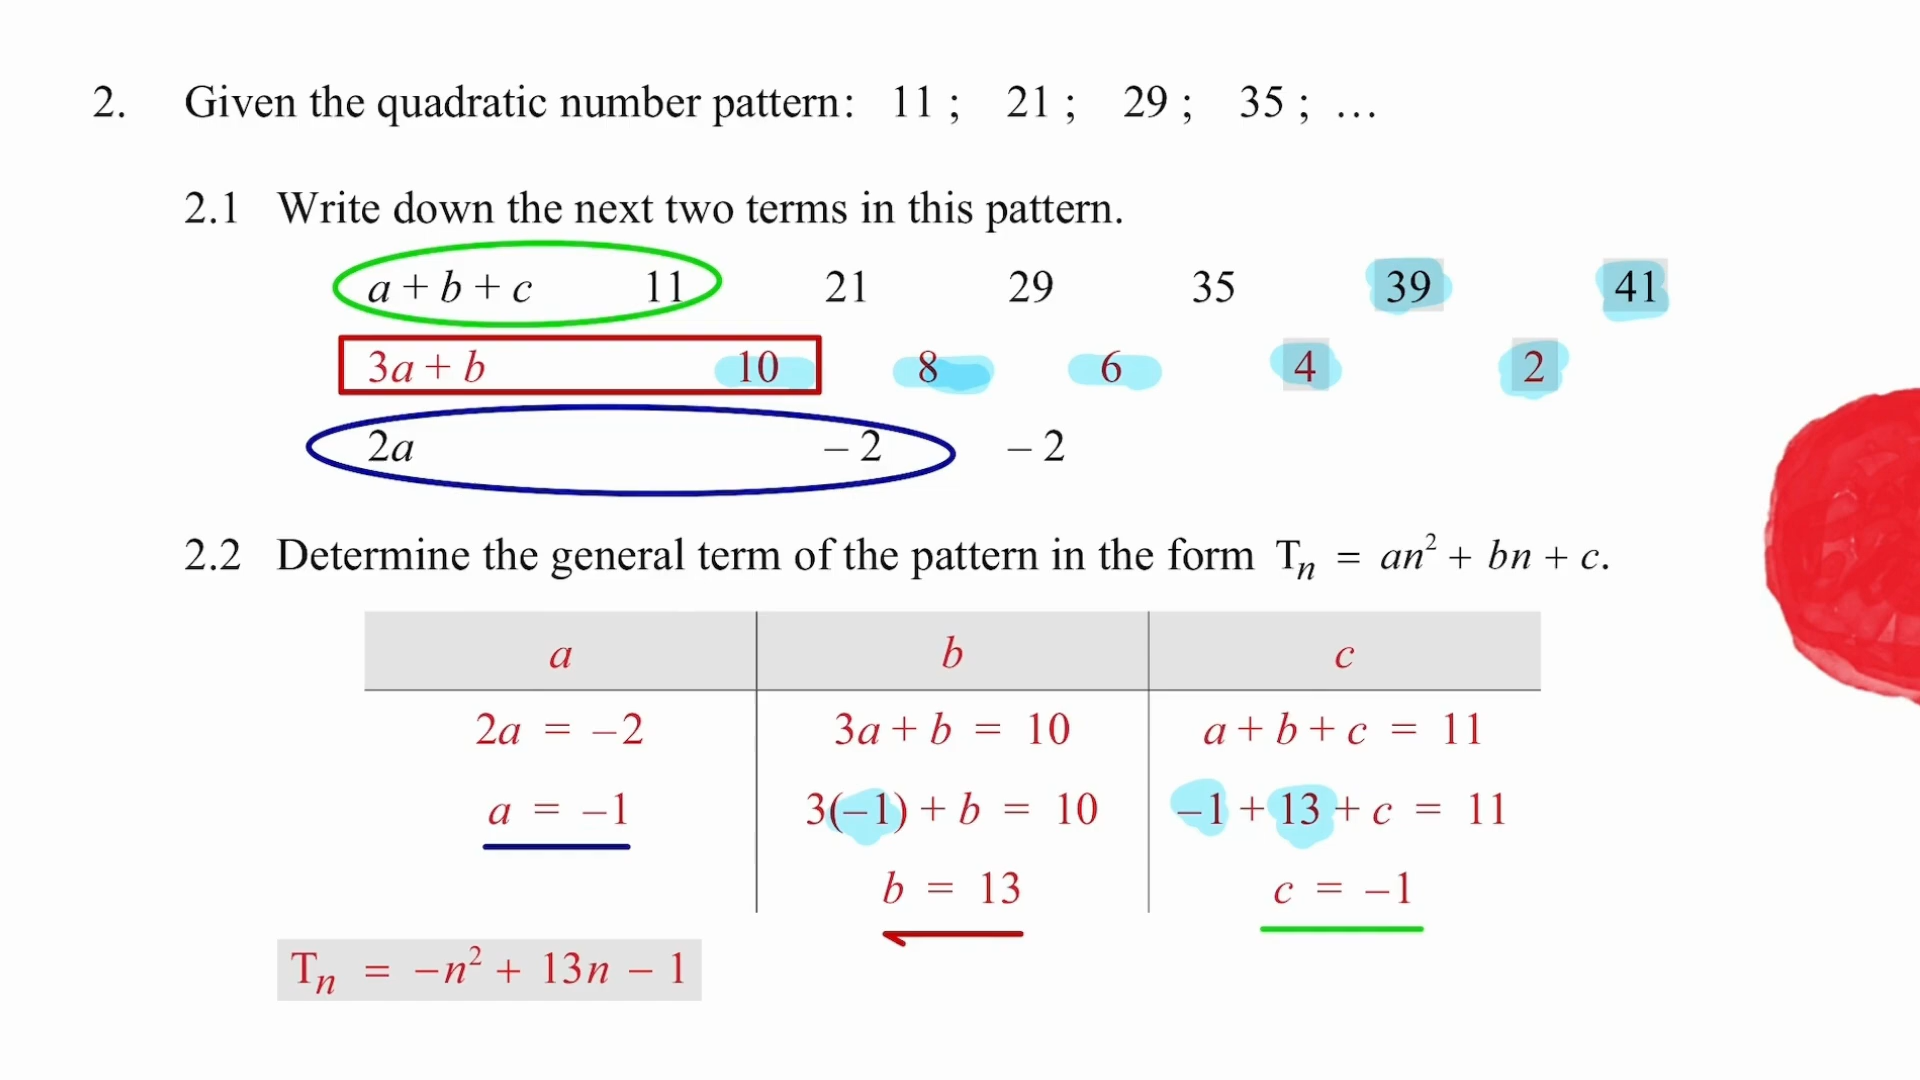 2. Given the quadratic number pattern: 11 ; 21 ; 29 ; 35 ; …
2.1 Write down the next two terms in this pattern.
a + b + c 11 21 29 35 39 41
3a + b 10 8 6 4 2
2a – 2 – 2
2.2 Determine the general term of the pattern in the form Tₙ = an² + bn + c.
a b c
2a = –2 3a + b = 10 a + b + c = 11
a = –1 3(–1) + b = 10 –1 + 13 + c = 11
b = 13 c = –1
Tₙ = –n² + 13n – 1